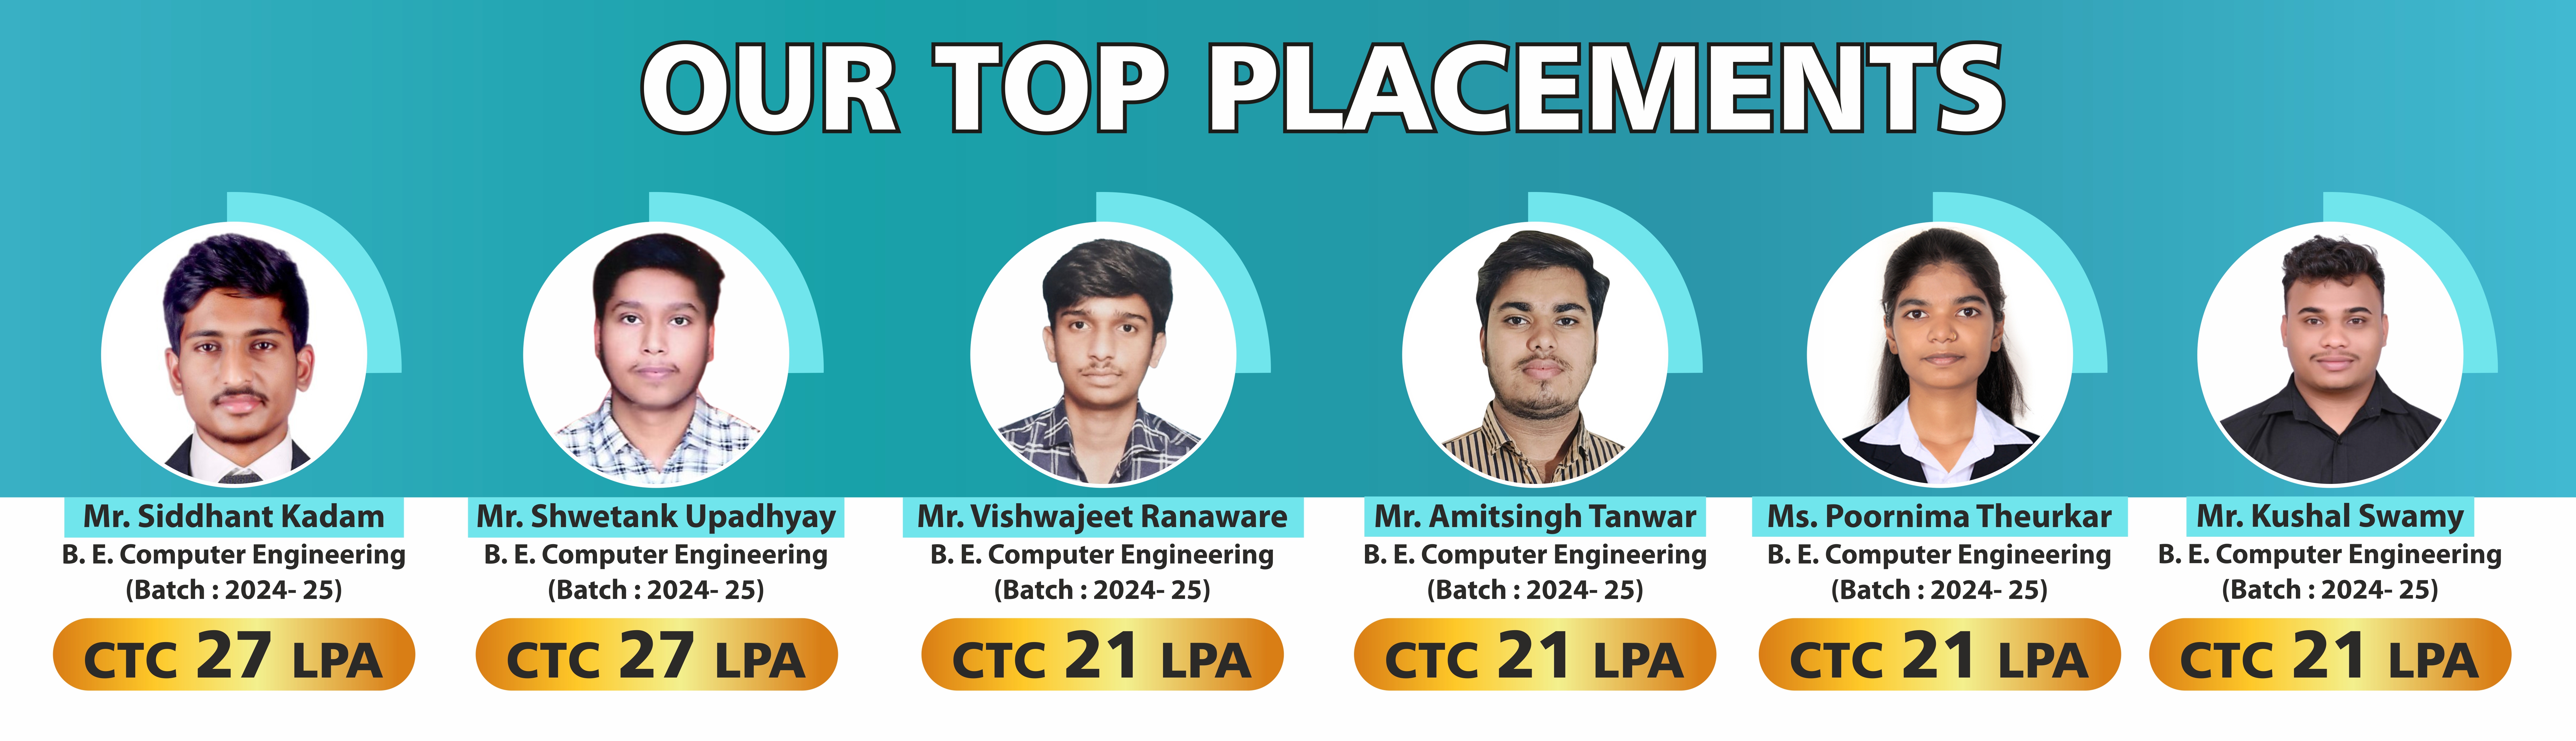 OUR TOP PLACEMENTS
Mr. Siddhant Kadam
B. E. Computer Engineering
(Batch : 2024- 25)
CTC 27 LPA
Mr. Shwetank Upadhyay
B. E. Computer Engineering
(Batch : 2024- 25)
CTC 27 LPA
Mr. Vishwajeet Ranaware
B. E. Computer Engineering
(Batch : 2024- 25)
CTC 21 LPA
Mr. Amitsingh Tanwar
B. E. Computer Engineering
(Batch : 2024- 25)
CTC 21 LPA
Ms. Poornima Theurkar
B. E. Computer Engineering
(Batch : 2024- 25)
CTC 21 LPA
Mr. Kushal Swamy
B. E. Computer Engineering
(Batch : 2024- 25)
CTC 21 LPA